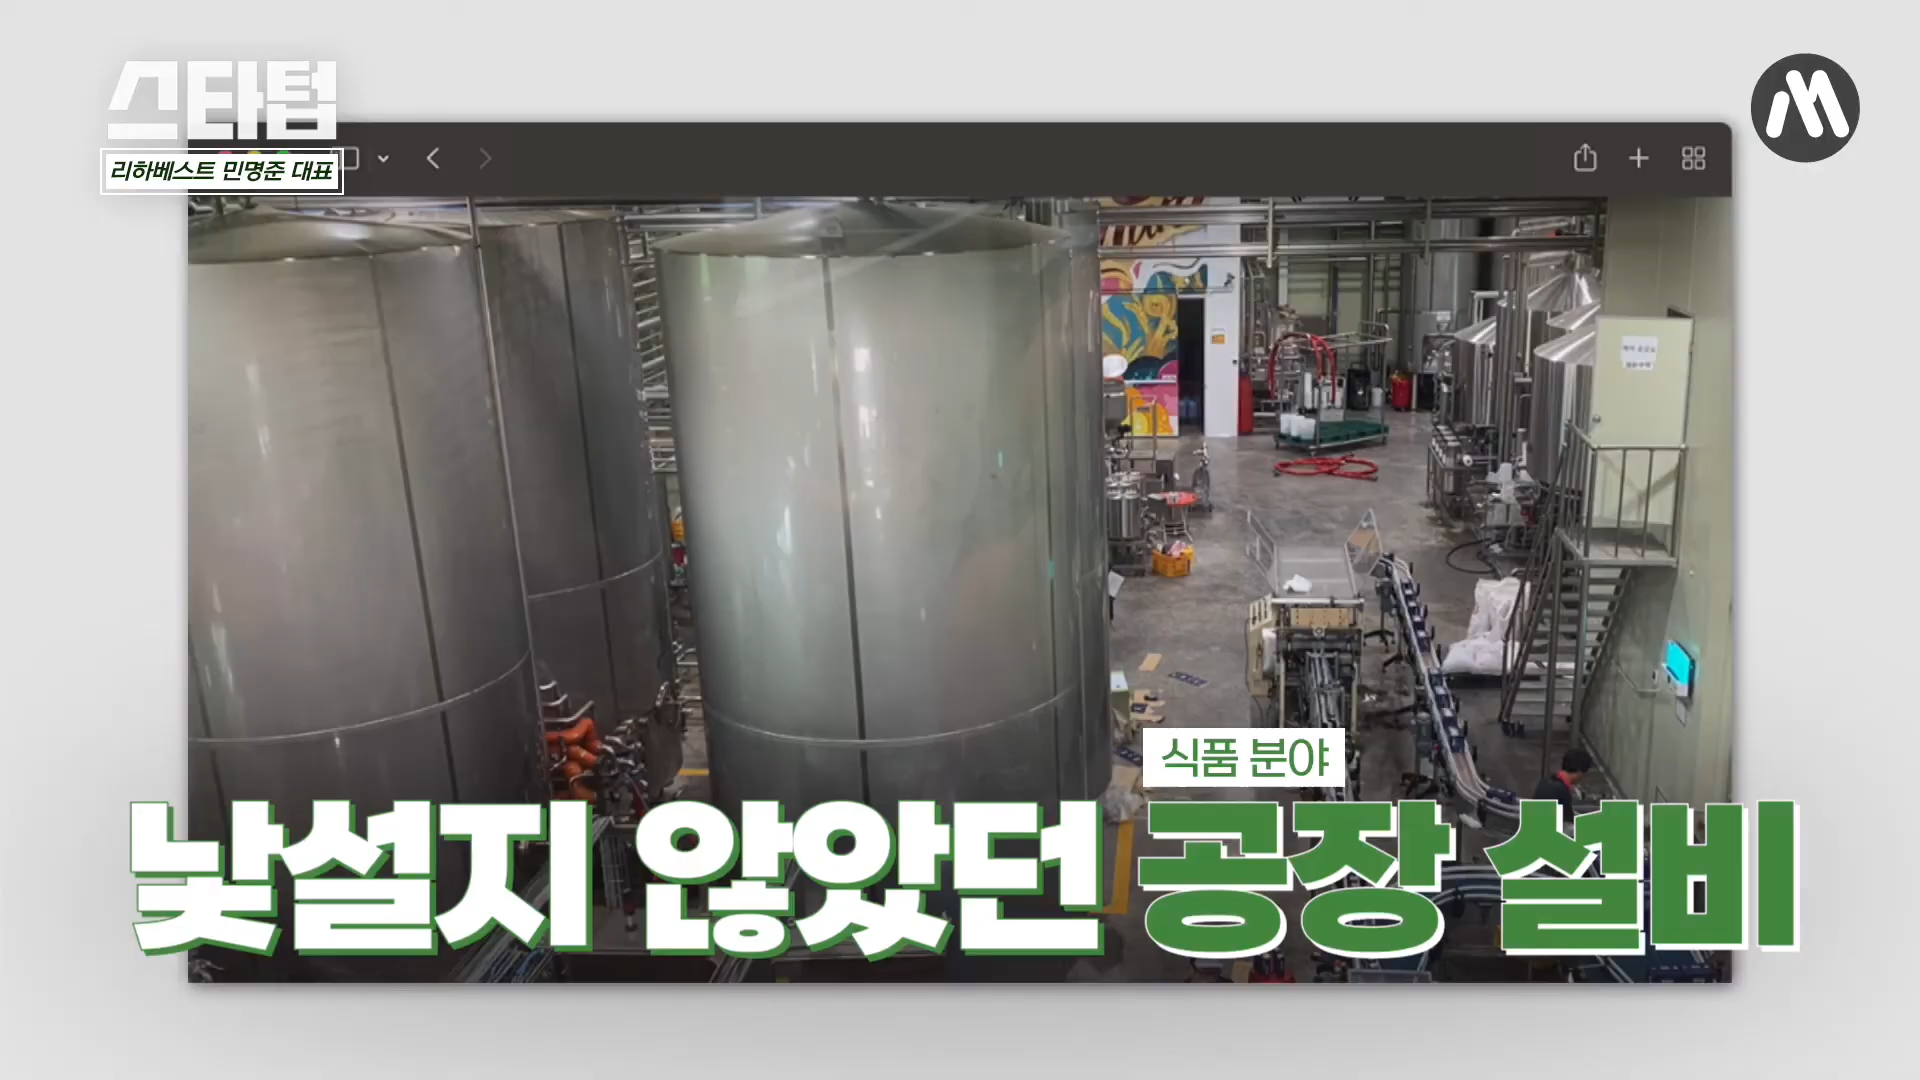 스타텀
리하베스트 민명준 대표
식품 분야
낯설지 않았던 공장 설비